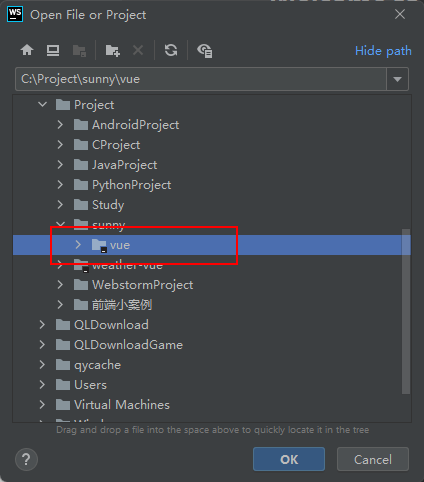 WS Open File or Project
Hide path
C:\Project\sunny\vue
Project
AndroidProject
CProject
JavaProject
PythonProject
Study
sunny
vue
weather-vue
WebstormProject
前端小案例
QLDownload
QLDownloadGame
qycache
Users
Virtual Machines
Drag and drop a file into the space above to quickly locate it in the tree
?
OK
Cancel